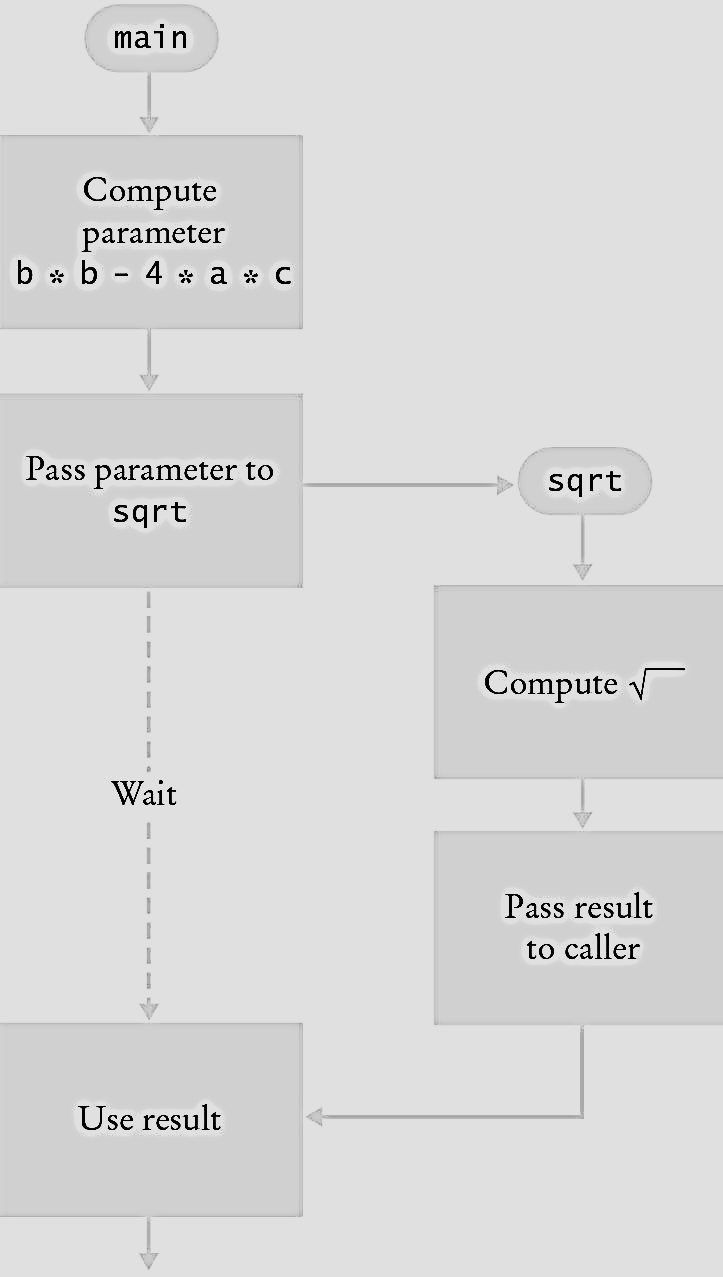 main
Compute
parameter
b * b - 4 * a * c
Pass parameter to
sqrt
sqrt
Compute √
Wait
Pass result
to caller
Use result